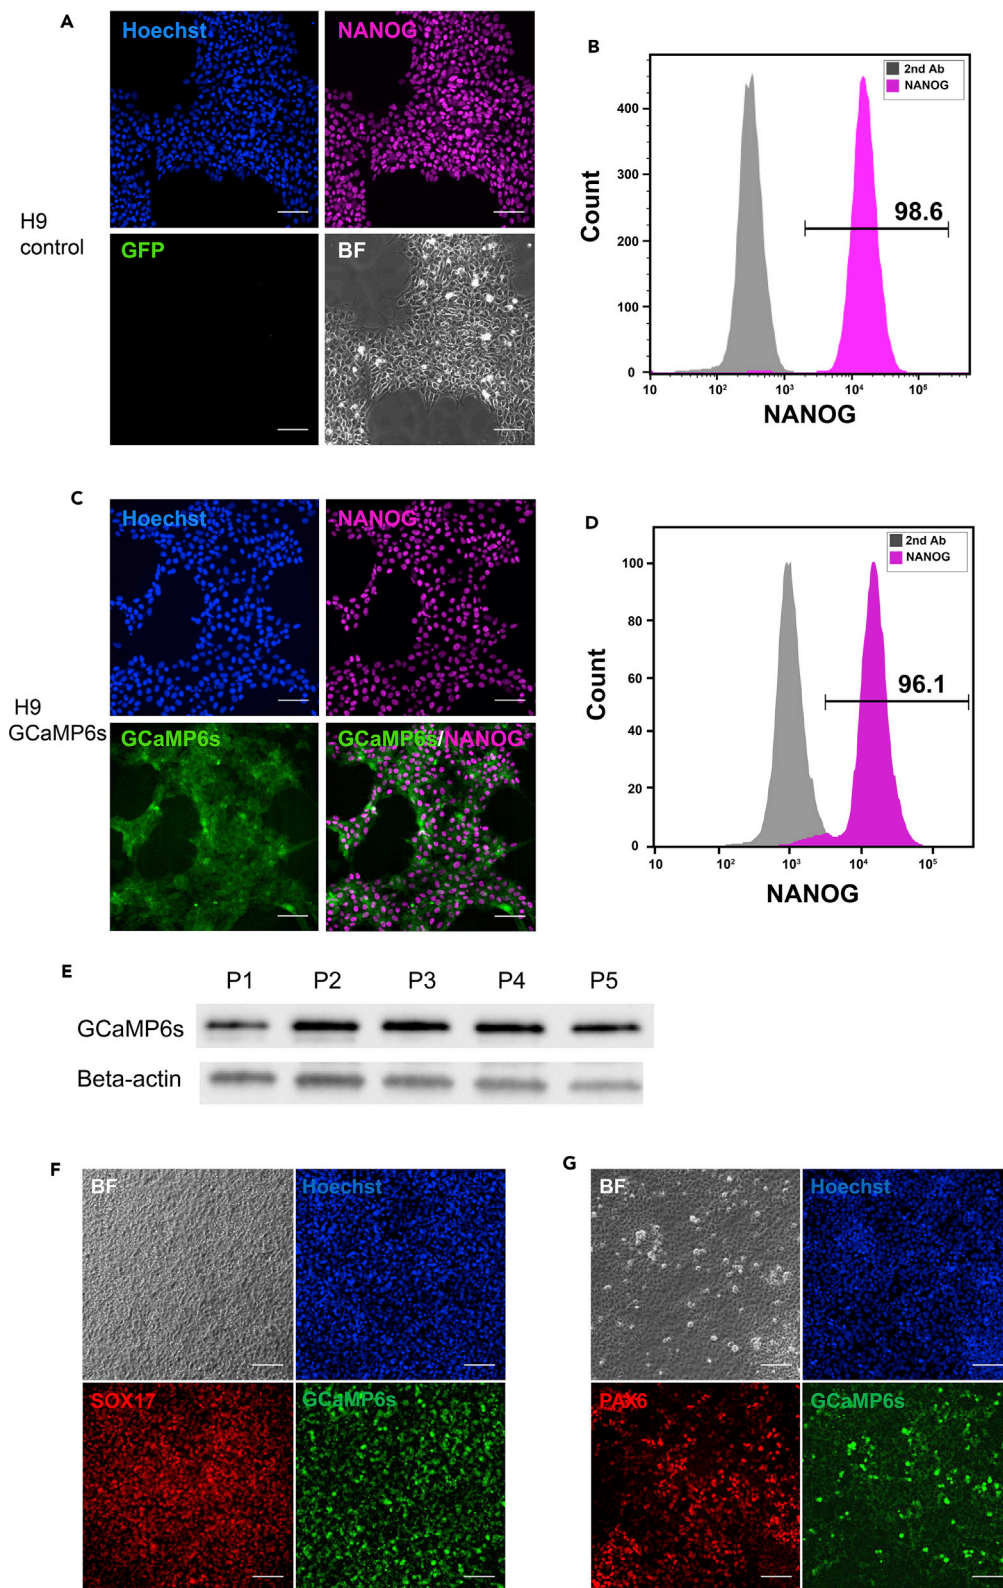 A
Hoechst
NANOG
H9
control
GFP
BF
B
2nd Ab
NANOG
Count
400
300
200
100
0
98.6
10
10²
10³
10⁴
10⁵
NANOG
C
Hoechst
NANOG
H9
GCaMP6s
GCaMP6s
GCaMP6s/NANOG
D
2nd Ab
NANOG
Count
100
80
60
40
20
0
96.1
10
10²
10³
10⁴
10⁵
NANOG
E
P1 P2 P3 P4 P5
GCaMP6s
Beta-actin
F
BF
Hoechst
SOX17
GCaMP6s
G
BF
Hoechst
PAX6
GCaMP6s